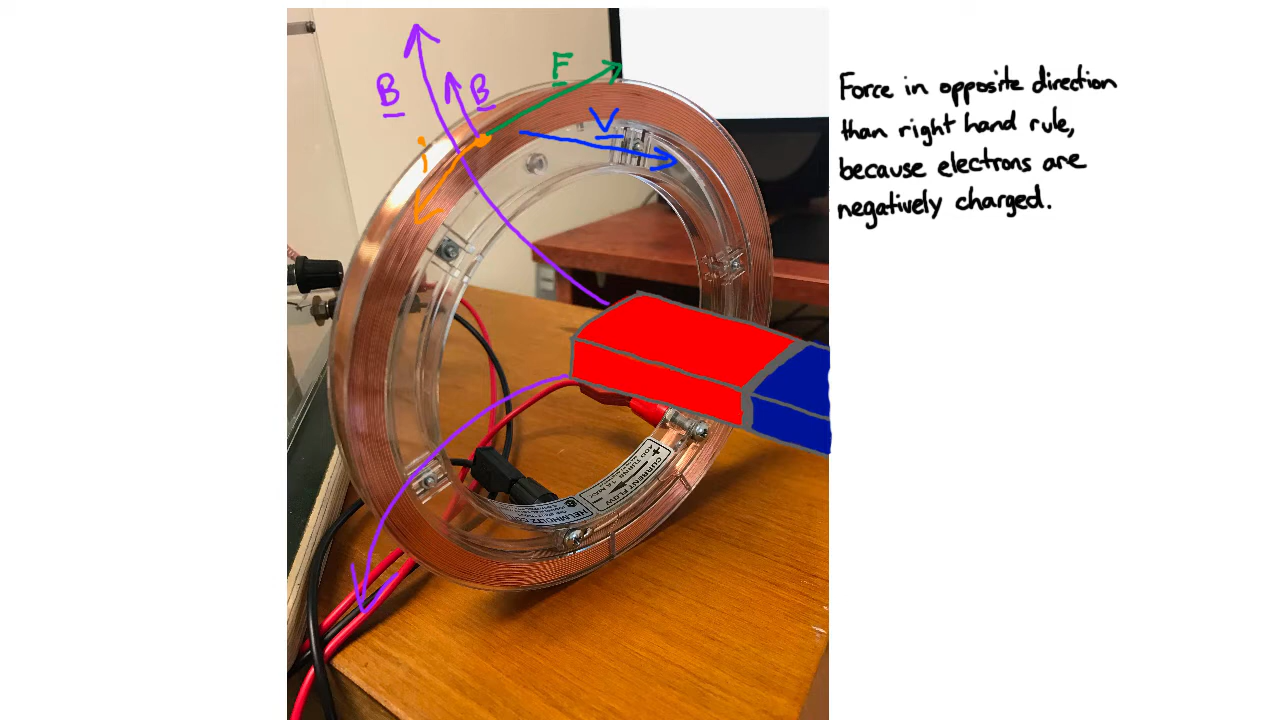 B
B
F
V
i
Force in opposite direction
than right hand rule,
because electrons are
negatively charged.
+
CURRENT FLOW
-